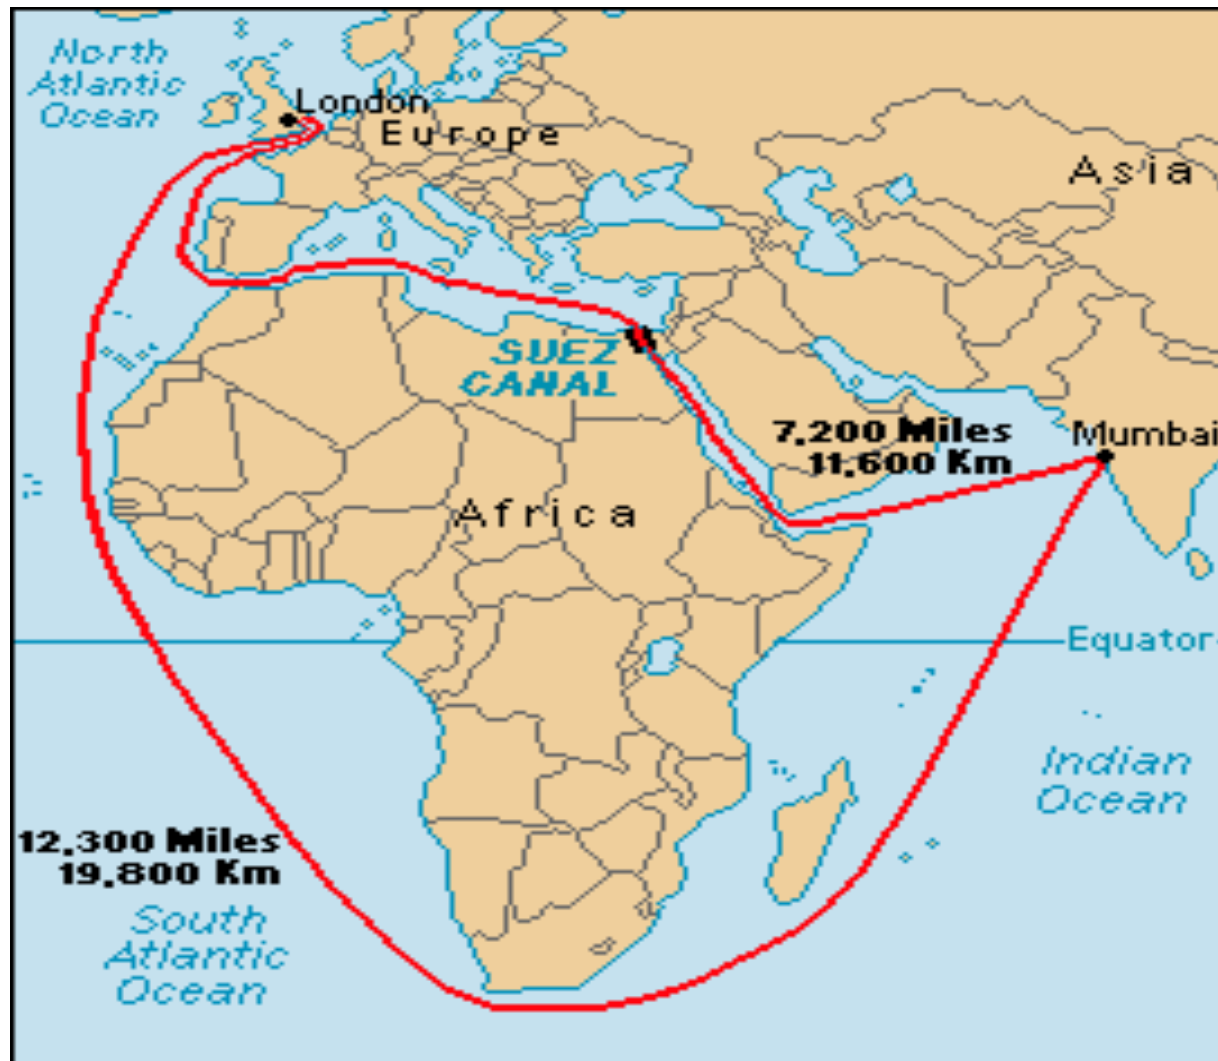 North
Atlantic
Ocean
London
Europe
Asia
SUEZ
CANAL
7,200 Miles
11,600 Km
Mumbai
Africa
Equator
Indian
Ocean
12,300 Miles
19,800 Km
South
Atlantic
Ocean